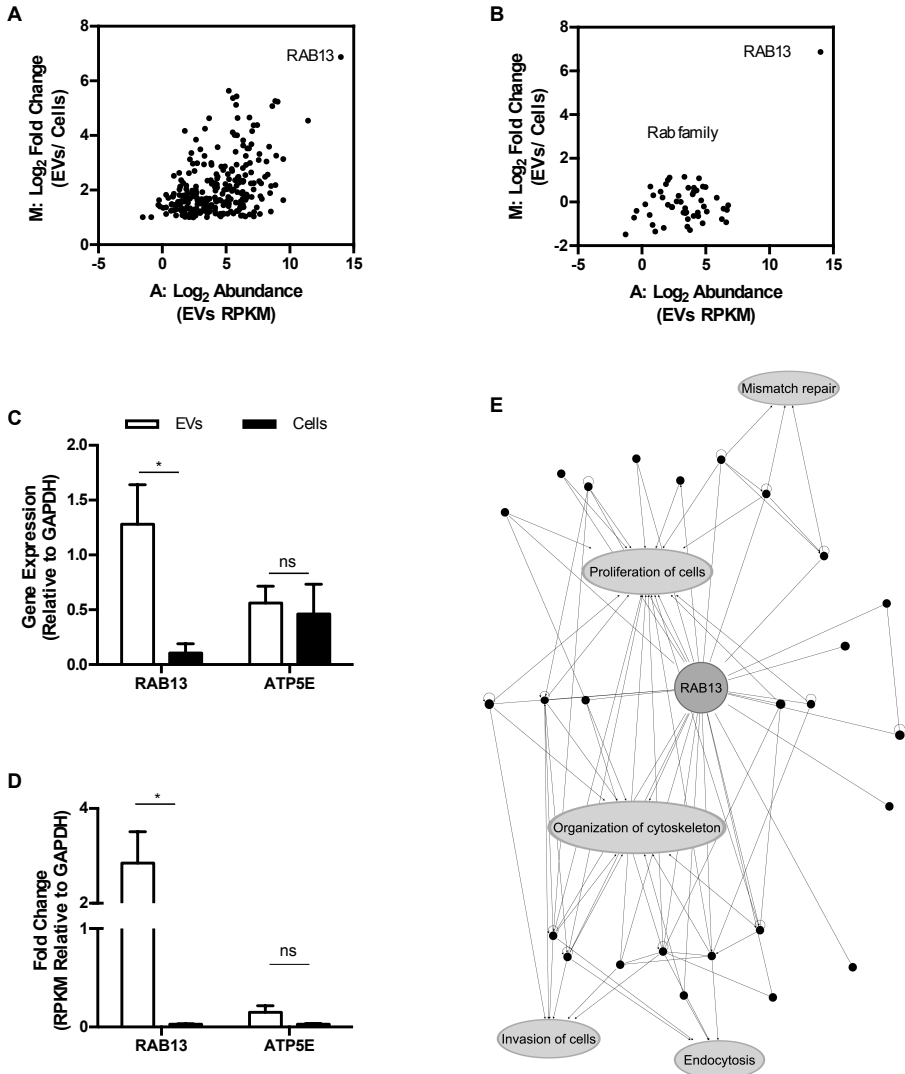 A
8
6
4
2
0
-5
0
5
10
15
RAB13
M: Log2 Fold Change
(EVs/ Cells)
A: Log2 Abundance
(EVs RPKM)
B
8
6
4
2
0
-2
-5
0
5
10
15
RAB13
Rab family
M: Log2 Fold Change
(EVs/ Cells)
A: Log2 Abundance
(EVs RPKM)
C
EVs
Cells
2.0
1.5
1.0
0.5
0.0
*
ns
Gene Expression
(Relative to GAPDH)
RAB13
ATP5E
D
4
2
1
0
*
ns
Fold Change
(RPKM Relative to GAPDH)
RAB13
ATP5E
E
Mismatch repair
Proliferation of cells
RAB13
Organization of cytoskeleton
Invasion of cells
Endocytosis